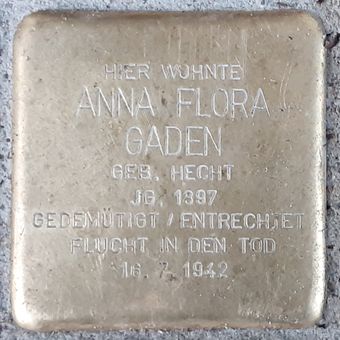 HIER WOHNTE
ANNA FLORA
GADEN
GEB. HECHT
JG. 1897
GEDEMÜTIGT / ENTRECHTET
FLUCHT IN DEN TOD
16. 7. 1942